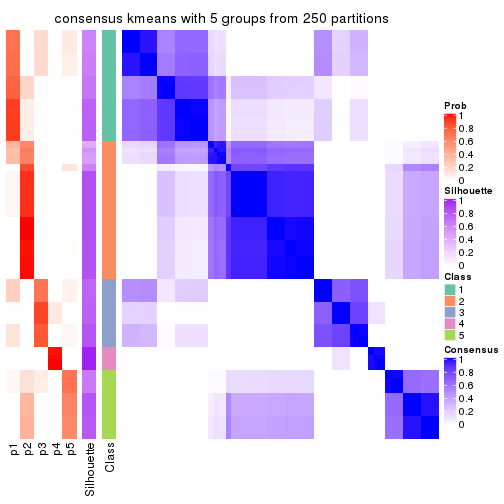 consensus kmeans with 5 groups from 250 partitions
Prob
1
0.8
0.6
0.4
0.2
0
Silhouette
1
0.8
0.6
0.4
0.2
0
Class
1
2
3
4
5
Consensus
1
0.8
0.6
0.4
0.2
0
p1
p2
p3
p4
p5
Silhouette
Class